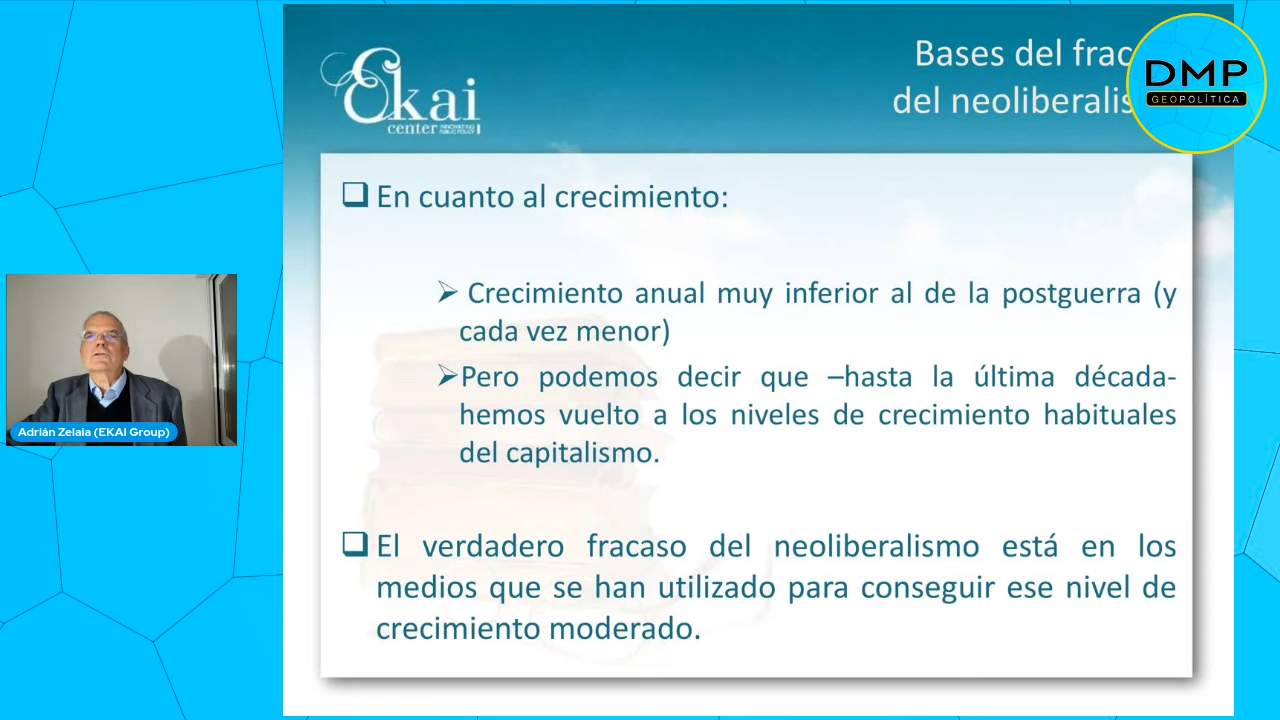 Ekai
center INNOVATING PUBLIC POLICY
Bases del frac
del neoliberalis
DMP
GEOPOLÍTICA
❑ En cuanto al crecimiento:
➢ Crecimiento anual muy inferior al de la postguerra (y
cada vez menor)
➢Pero podemos decir que –hasta la última década-
hemos vuelto a los niveles de crecimiento habituales
del capitalismo.
❑ El verdadero fracaso del neoliberalismo está en los
medios que se han utilizado para conseguir ese nivel de
crecimiento moderado.
Adrián Zelaia (EKAI Group)